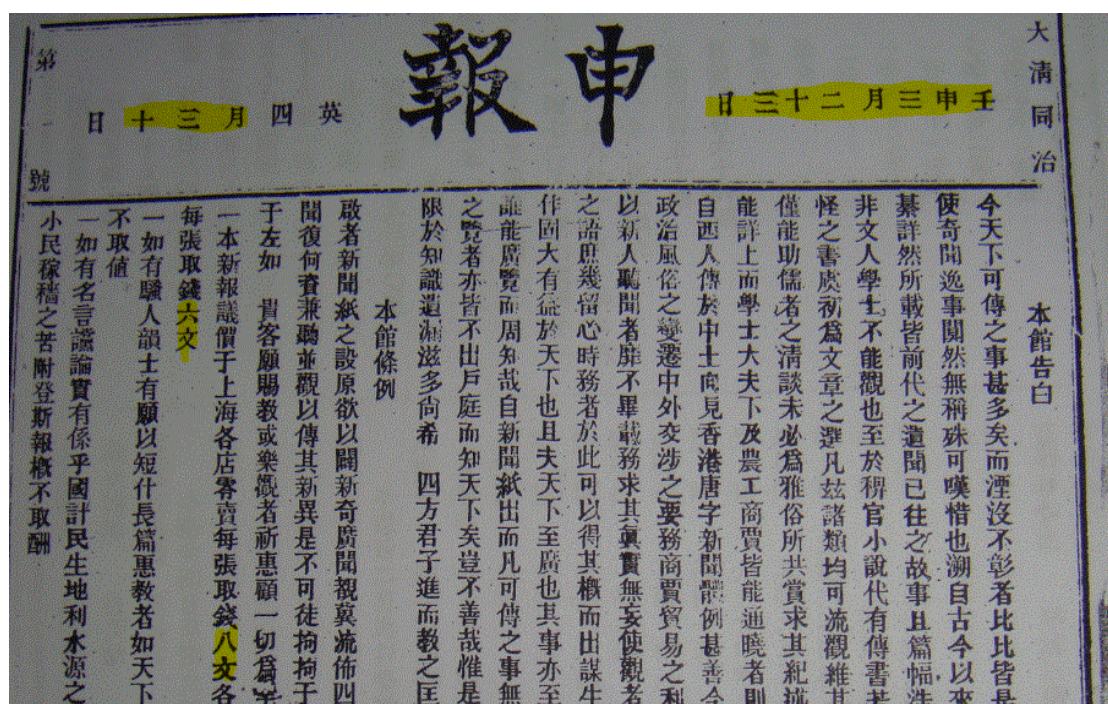 大清同治
壬申三月二十三日
申報
英四月三十日
第一號
本館告白
今天下可傳之事甚多矣而湮沒不彰者比比皆是
使奇聞逸事闃然無稱殊可嘆惜也溯自古今以來
綦詳然所載皆前代之遺聞已往之故事且篇幅浩
非文人學士不能觀也至於稗官小說代有傳書若
怪之書虞初爲文章之選凡茲諸類均可流觀維其
僅能助儒者之清談未必爲雅俗所共賞求其紀述
能詳上而學士大夫下及農工商賈皆能通曉者則
自西人傳於中土向見香港唐字新聞體例甚善今
政治風俗之變遷中外交涉之要務商賈貿易之利
以新人聽聞者靡不畢載務求其眞實無妄使觀者
之語庶幾留心時務者於此可以得其概而出謀生
作固大有益於天下也且夫天下至廣也其事亦至
誰能廣覽而周知哉自新聞紙出而凡可傳之事無
之覽者亦皆不出戶庭而知天下矣豈不善哉惟是
限於知識遺漏滋多尚希 四方君子進而教之匡
本館條例
啟者新聞紙之設原欲以闢新奇廣聞覩冀流佈四
聞復何資兼聽並觀以傳其新異是不可徒拘拘于
于左如 貴客願賜教或樂觀者祈惠顧一切爲
一本新報議價于上海各店零賣每張取錢八文各
每張取錢六文
一如有騷人韻士有願以短什長篇惠教者如天下
不取値
一如有名言讜論實有係乎國計民生地利水源之
小民稼穡之苦附登斯報概不取酬